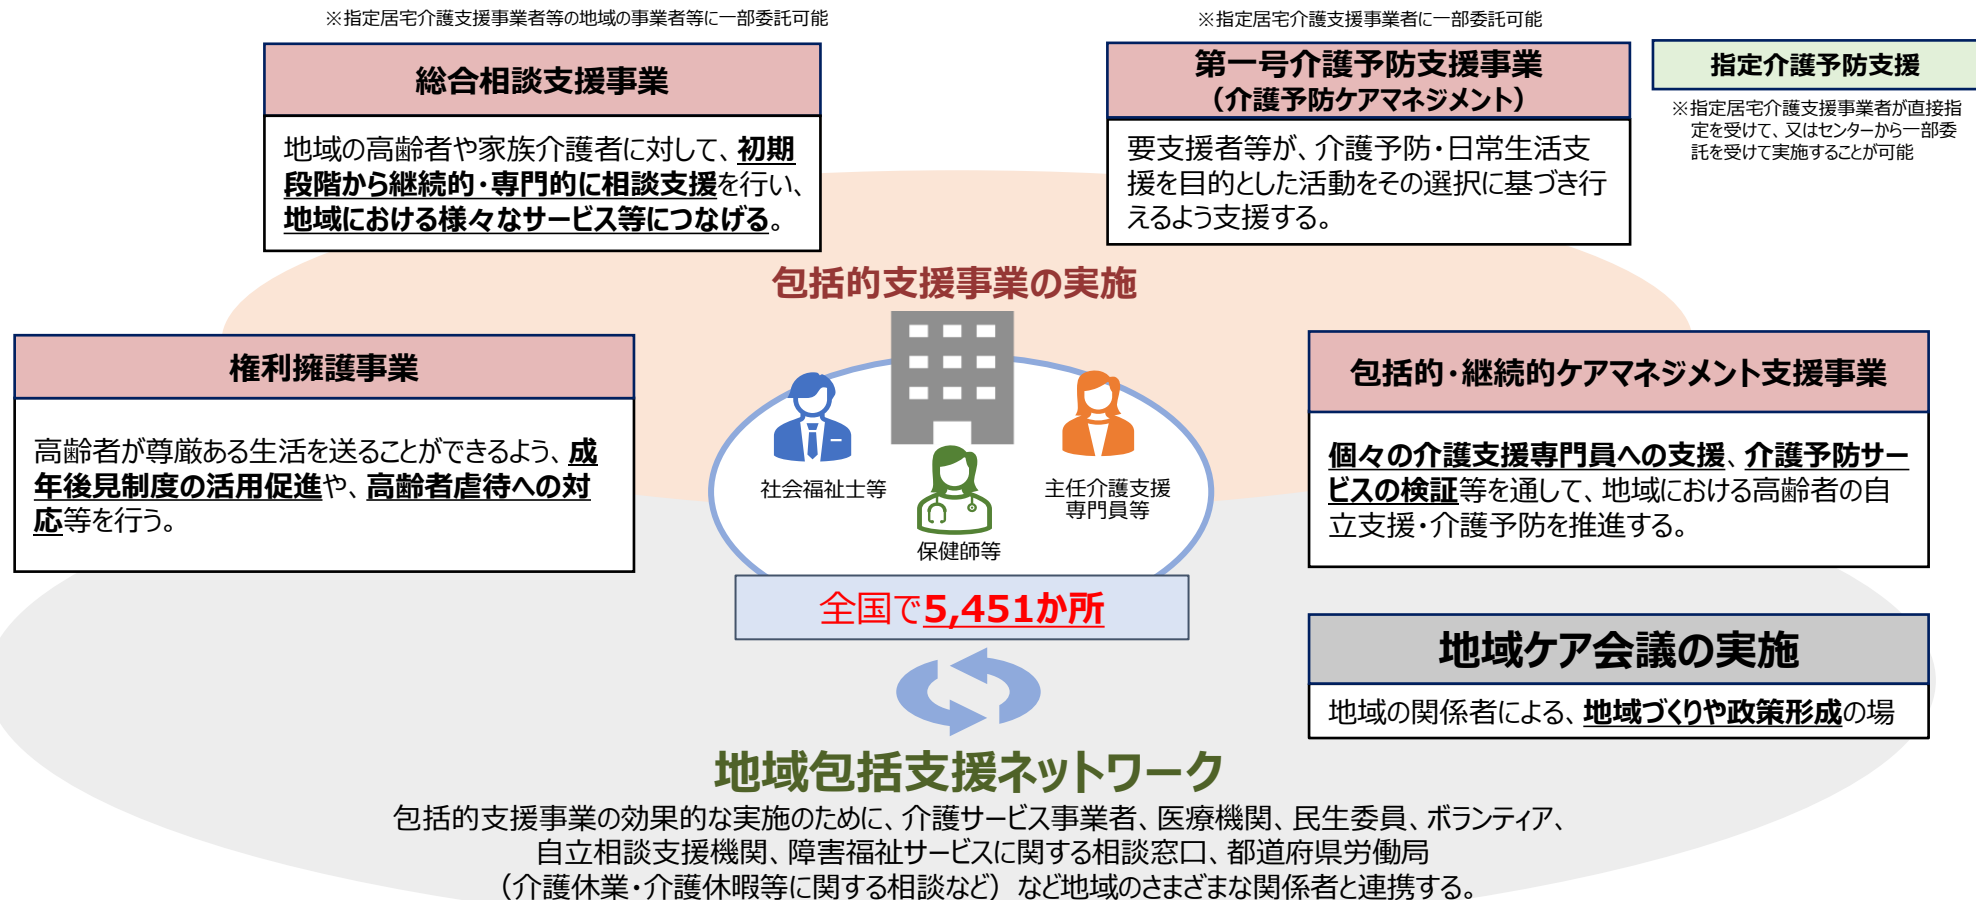 ※指定居宅介護支援事業者等の地域の事業者等に一部委託可能
総合相談支援事業
地域の高齢者や家族介護者に対して、初期
段階から継続的・専門的に相談支援を行い、
地域における様々なサービス等につなげる。
※指定居宅介護支援事業者に一部委託可能
第一号介護予防支援事業
（介護予防ケアマネジメント）
要支援者等が、介護予防・日常生活支
援を目的とした活動をその選択に基づき行
えるよう支援する。
指定介護予防支援
※指定居宅介護支援事業者が直接指
定を受けて、又はセンターから一部委
託を受けて実施することが可能
包括的支援事業の実施
権利擁護事業
高齢者が尊厳ある生活を送ることができるよう、成
年後見制度の活用促進や、高齢者虐待への対
応等を行う。
社会福祉士等
保健師等
主任介護支援
専門員等
全国で5,451か所
包括的・継続的ケアマネジメント支援事業
個々の介護支援専門員への支援、介護予防サー
ビスの検証等を通して、地域における高齢者の自
立支援・介護予防を推進する。
地域ケア会議の実施
地域の関係者による、地域づくりや政策形成の場
地域包括支援ネットワーク
包括的支援事業の効果的な実施のために、介護サービス事業者、医療機関、民生委員、ボランティア、
自立相談支援機関、障害福祉サービスに関する相談窓口、都道府県労働局
（介護休業・介護休暇等に関する相談など）など地域のさまざまな関係者と連携する。